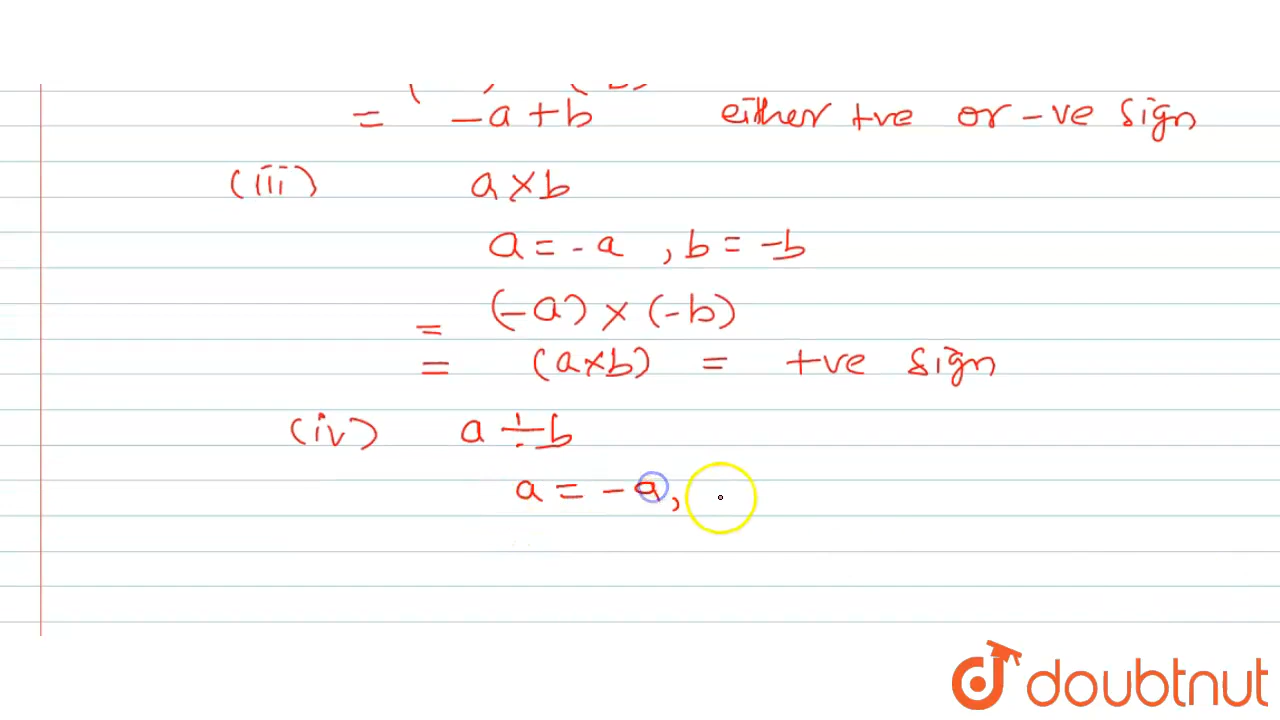 = -a + b either +ve or -ve sign
(iii) a × b
a = -a , b = -b
= (-a) × (-b)
= (a×b) = +ve sign
(iv) a ÷ b
a = -a,
doubtnut